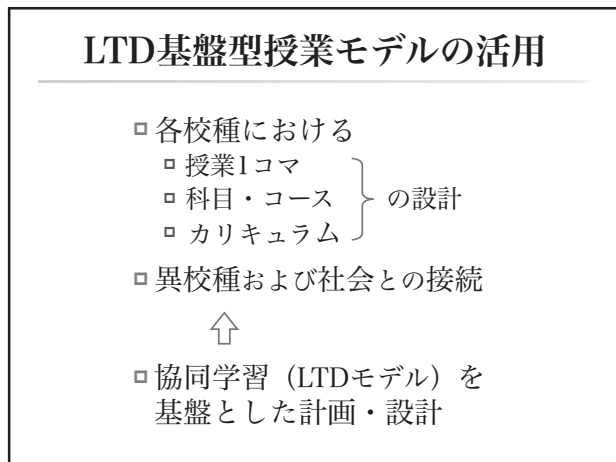 LTD基盤型授業モデルの活用
各校種における
授業1コマ
科目・コース
の設計
カリキュラム
異校種および社会との接続
協同学習（LTDモデル）を
基盤とした計画・設計